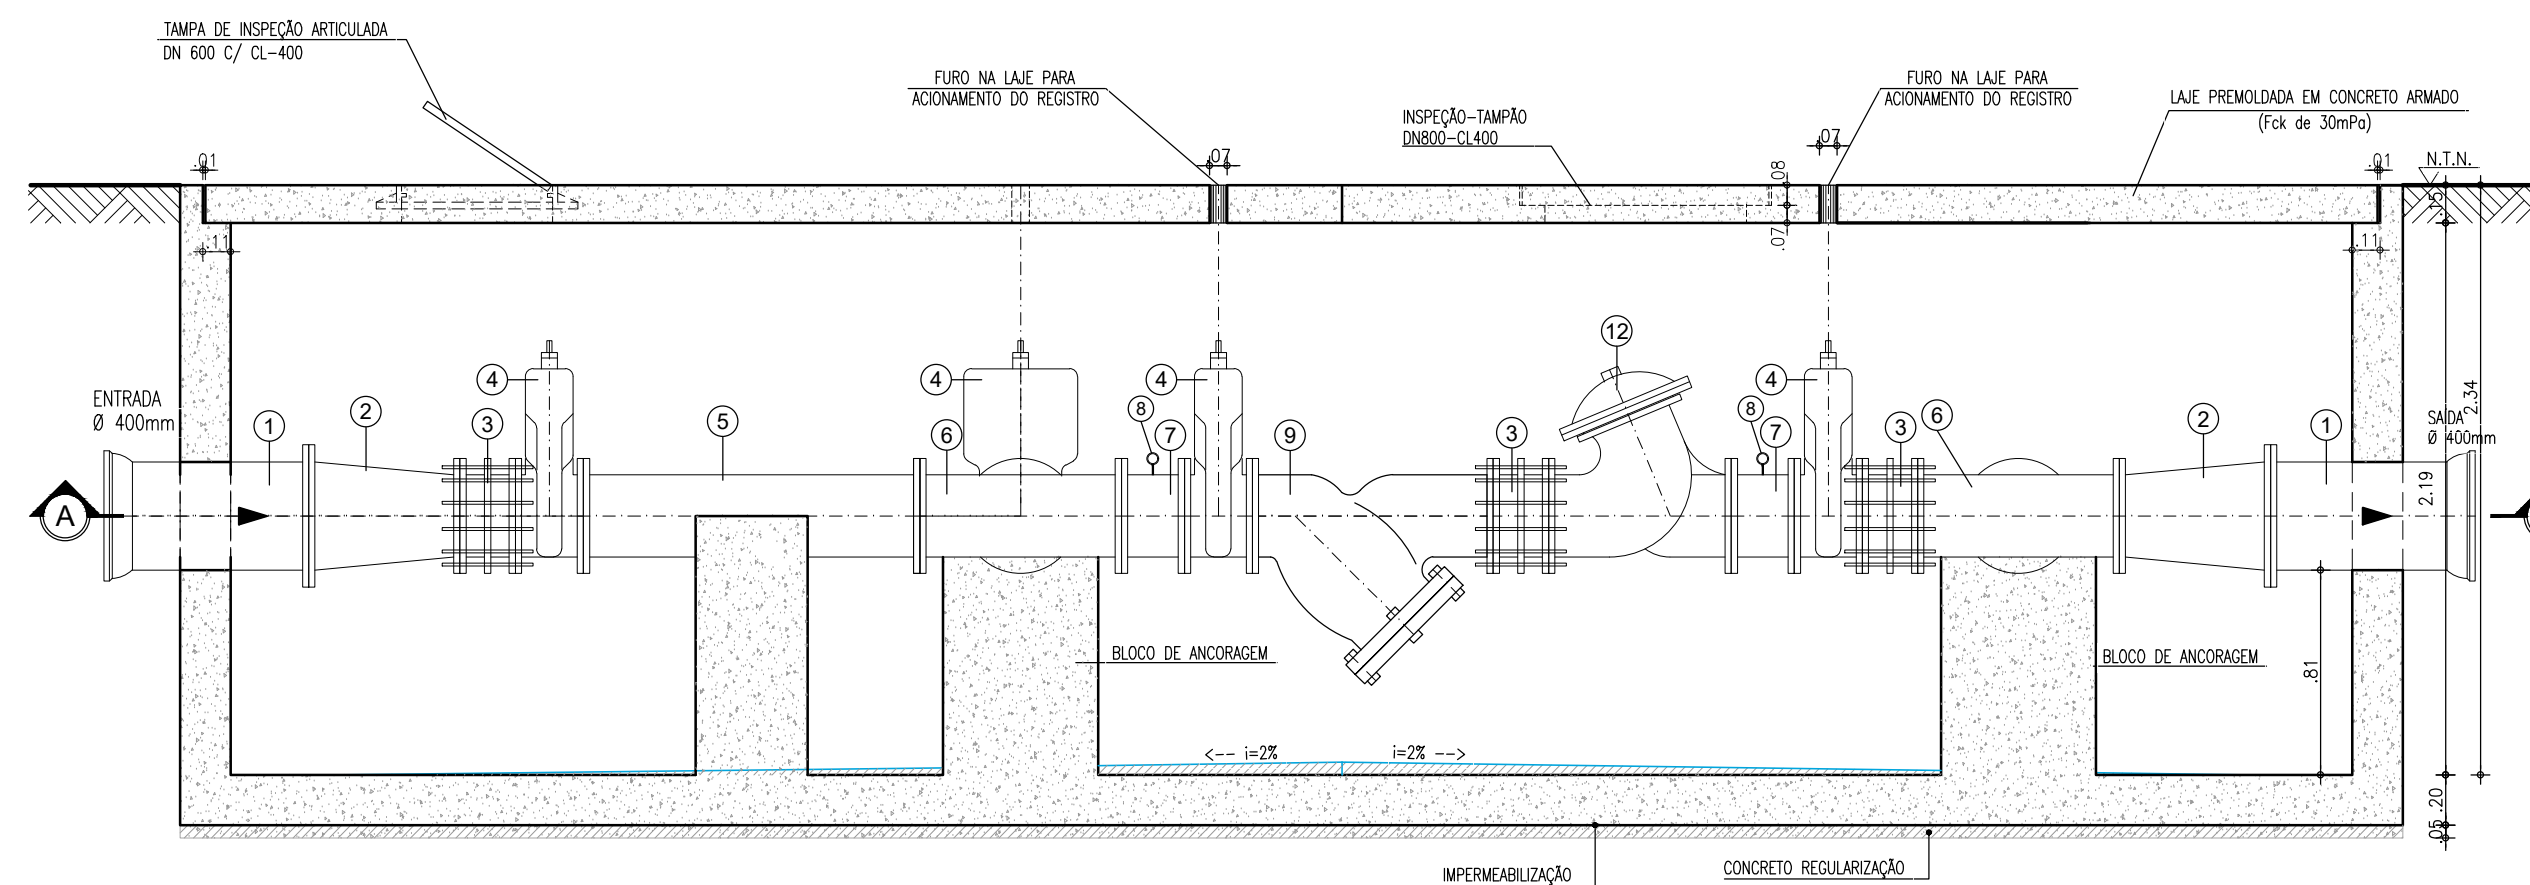 TAMPA DE INSPEÇÃO ARTICULADA
DN 600 C/ CL-400
FURO NA LAJE PARA
ACIONAMENTO DO REGISTRO
INSPEÇÃO-TAMPÃO
DN800-CL400
FURO NA LAJE PARA
ACIONAMENTO DO REGISTRO
LAJE PREMOLDADA EM CONCRETO ARMADO
(Fck de 30mPa)
N.T.N.
.01
.07
.07
.08
.07
.01
.15
.11
.11
12
4
4
4
4
ENTRADA
Ø 400mm
1
2
3
5
6
8
7
9
3
8
7
3
6
2
1
SAÍDA
Ø 400mm
2.34
2.19
A
BLOCO DE ANCORAGEM
BLOCO DE ANCORAGEM
.81
<-- i=2%
i=2% -->
.20
.05
IMPERMEABILIZAÇÃO
CONCRETO REGULARIZAÇÃO